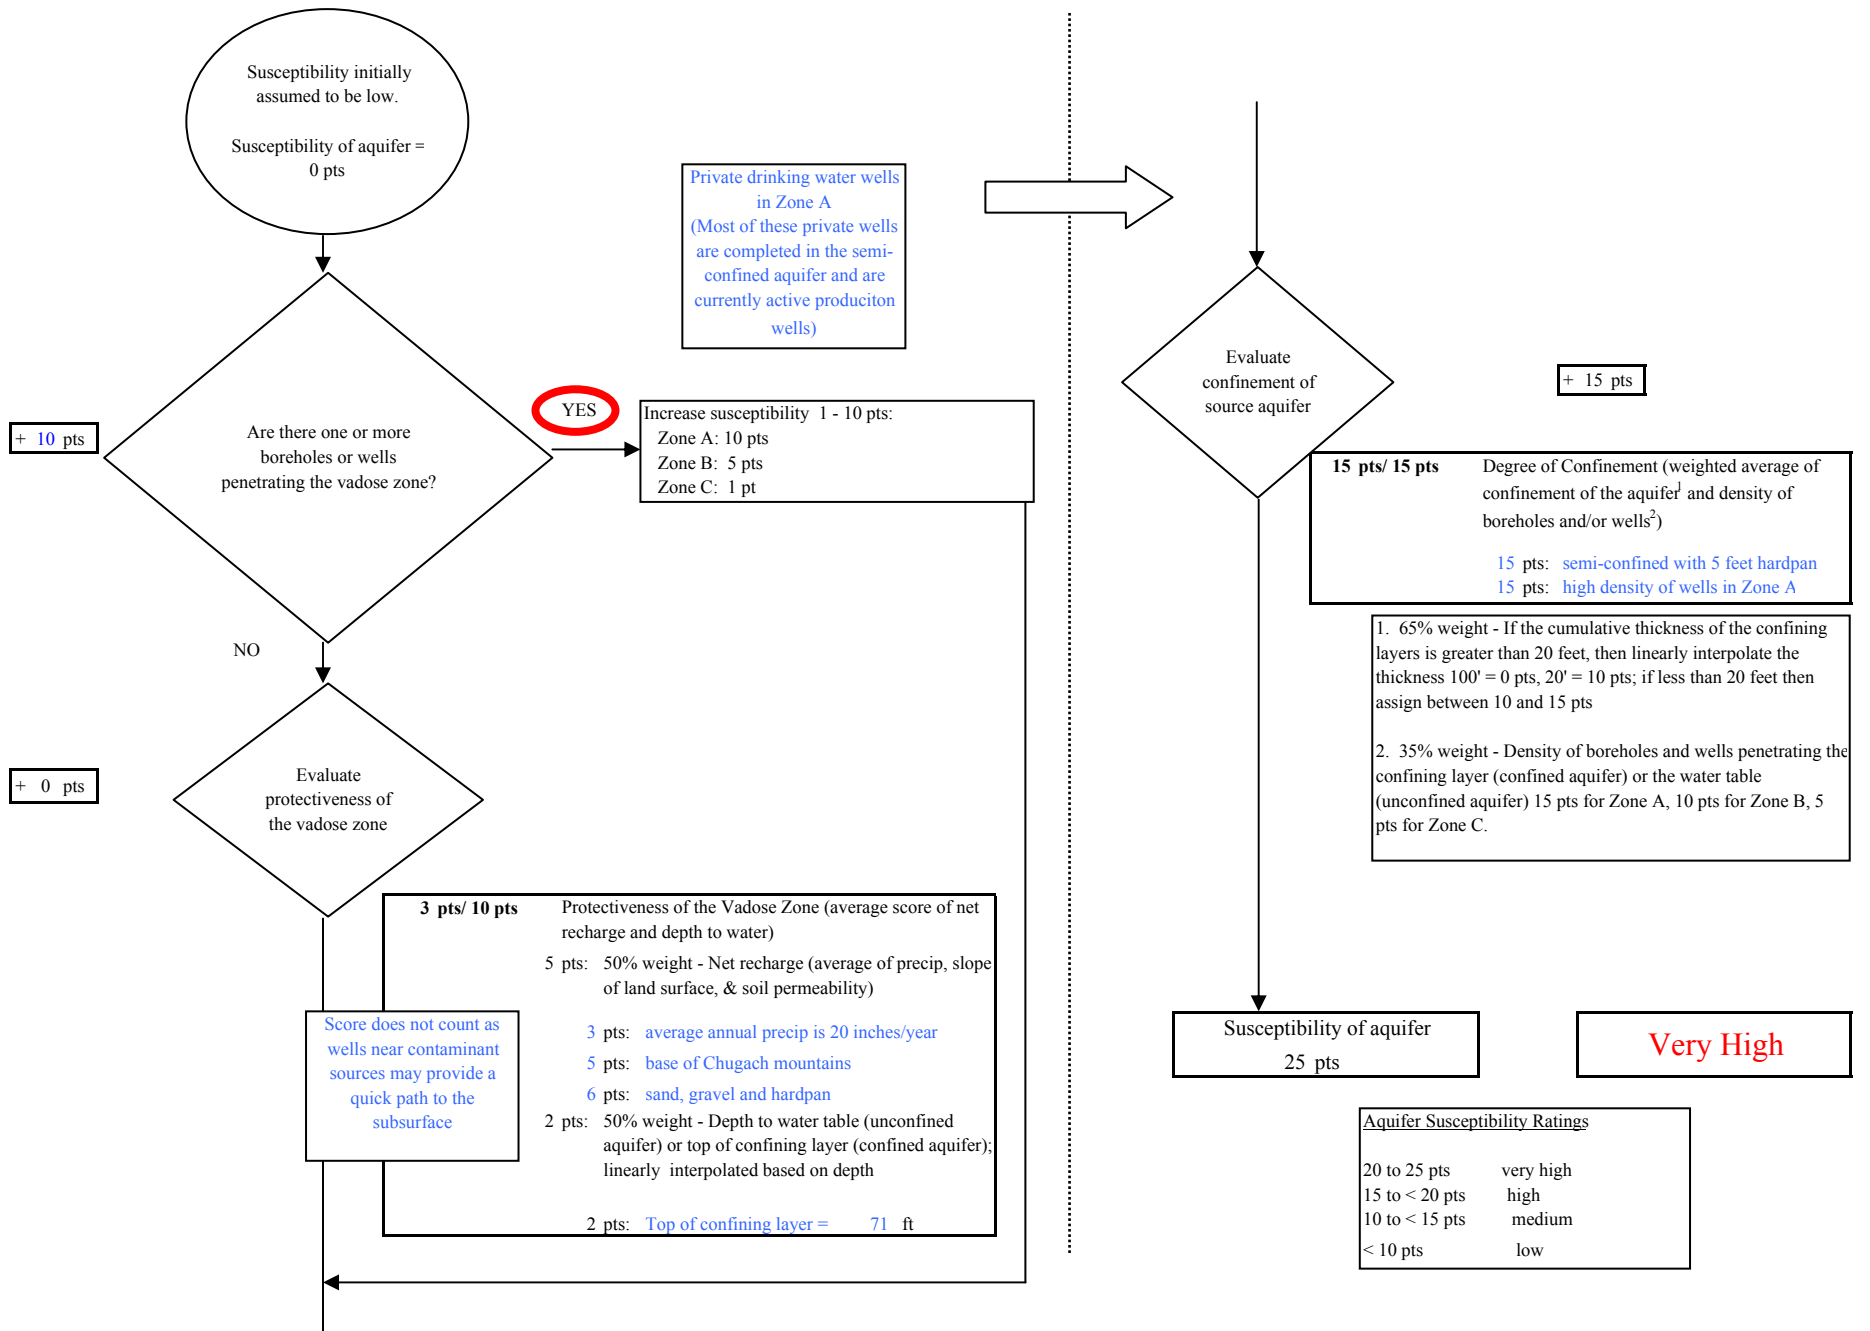 Susceptibility initially
assumed to be low.
Susceptibility of aquifer =
0 pts
Private drinking water wells
in Zone A
(Most of these private wells
are completed in the semi-
confined aquifer and are
currently active produciton
wells)
YES
+ 10 pts
Are there one or more
boreholes or wells
penetrating the vadose zone?
Increase susceptibility 1 - 10 pts:
Zone A: 10 pts
Zone B: 5 pts
Zone C: 1 pt
NO
+ 0 pts
Evaluate
protectiveness of
the vadose zone
3 pts/ 10 pts Protectiveness of the Vadose Zone (average score of net
recharge and depth to water)
5 pts: 50% weight - Net recharge (average of precip, slope
of land surface, & soil permeability)
3 pts: average annual precip is 20 inches/year
5 pts: base of Chugach mountains
6 pts: sand, gravel and hardpan
2 pts: 50% weight - Depth to water table (unconfined
aquifer) or top of confining layer (confined aquifer);
linearly interpolated based on depth
2 pts: Top of confining layer = 71 ft
Score does not count as
wells near contaminant
sources may provide a
quick path to the
subsurface
Evaluate
confinement of
source aquifer
+ 15 pts
15 pts/ 15 pts Degree of Confinement (weighted average of
confinement of the aquifer1 and density of
boreholes and/or wells2)
15 pts: semi-confined with 5 feet hardpan
15 pts: high density of wells in Zone A
1. 65% weight - If the cumulative thickness of the confining
layers is greater than 20 feet, then linearly interpolate the
thickness 100' = 0 pts, 20' = 10 pts; if less than 20 feet then
assign between 10 and 15 pts
2. 35% weight - Density of boreholes and wells penetrating the
confining layer (confined aquifer) or the water table
(unconfined aquifer) 15 pts for Zone A, 10 pts for Zone B, 5
pts for Zone C.
Susceptibility of aquifer
25 pts
Very High
Aquifer Susceptibility Ratings
20 to 25 pts very high
15 to < 20 pts high
10 to < 15 pts medium
< 10 pts low